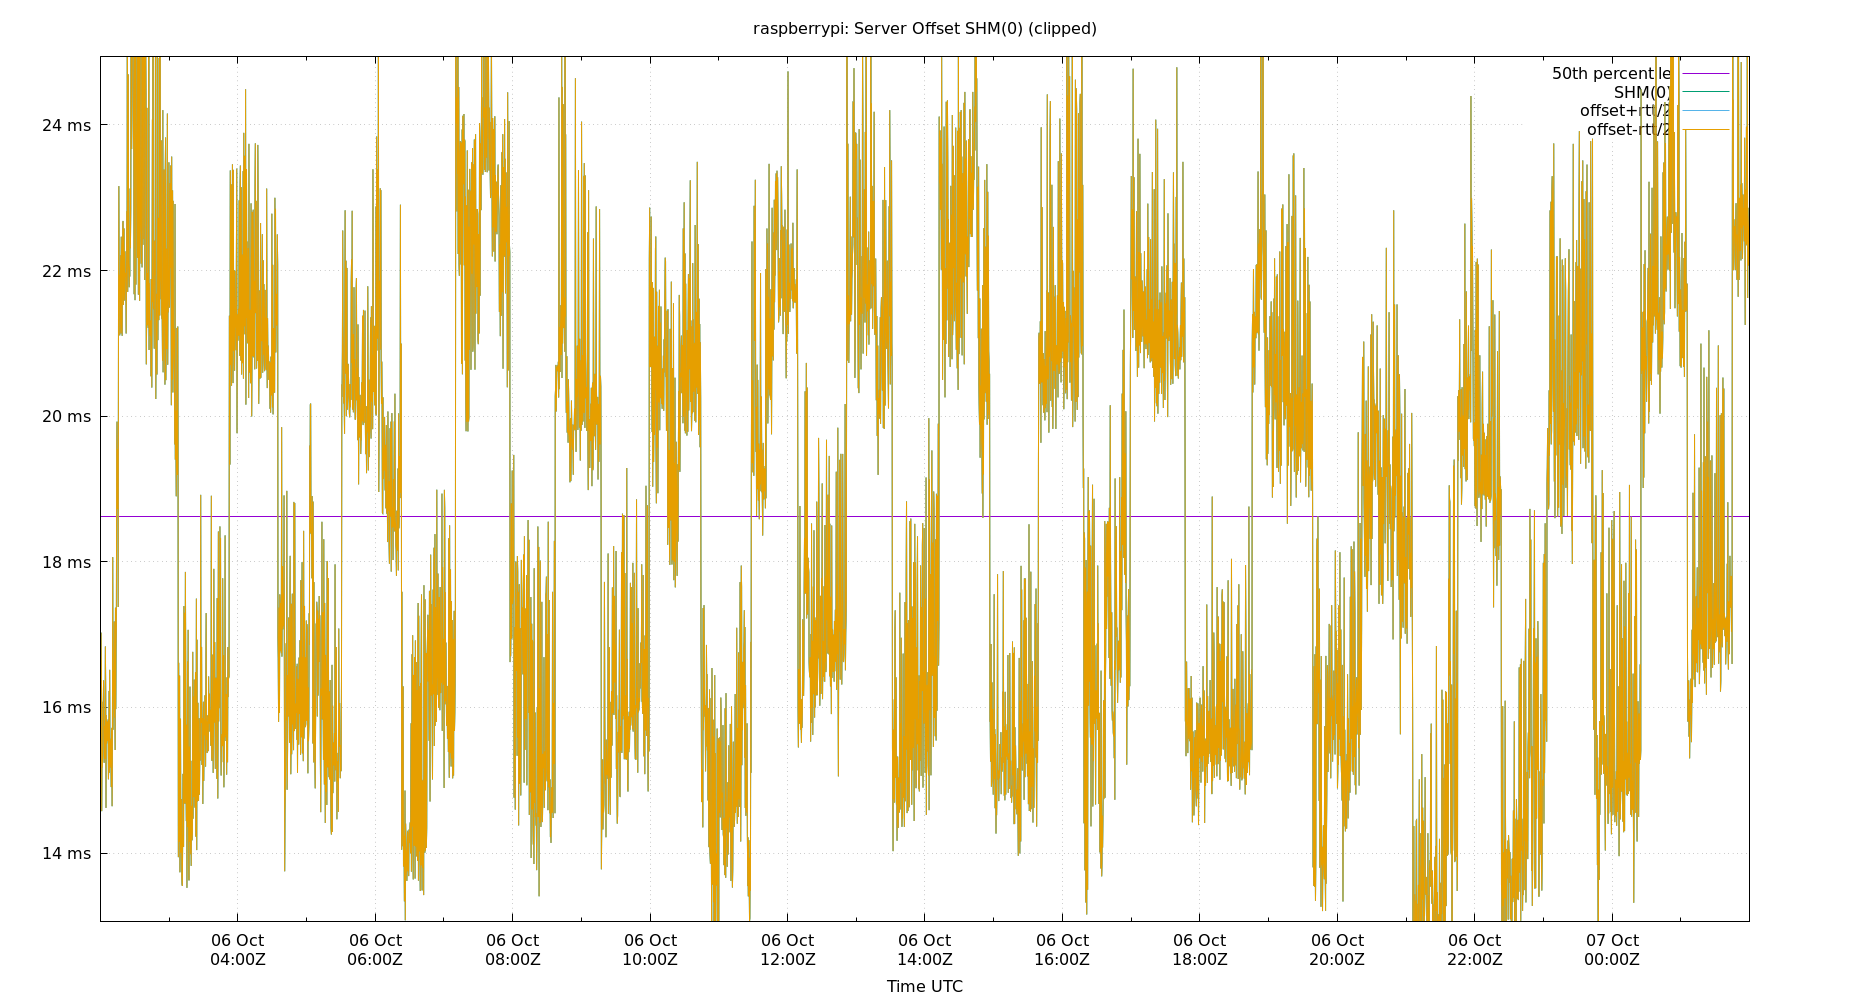 raspberrypi: Server Offset SHM(0) (clipped)
50th percentile
SHM(0)
offset+rtt/2
offset-rtt/2
24 ms
22 ms
20 ms
18 ms
16 ms
14 ms
06 Oct 06 Oct 06 Oct 06 Oct 06 Oct 06 Oct 06 Oct 06 Oct 06 Oct 06 Oct 07 Oct
04:00Z 06:00Z 08:00Z 10:00Z 12:00Z 14:00Z 16:00Z 18:00Z 20:00Z 22:00Z 00:00Z
Time UTC